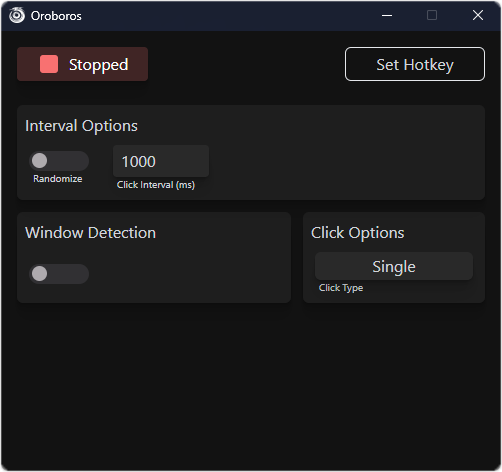 Oroboros
Stopped
Set Hotkey
Interval Options
1000
Randomize
Click Interval (ms)
Window Detection
Click Options
Single
Click Type